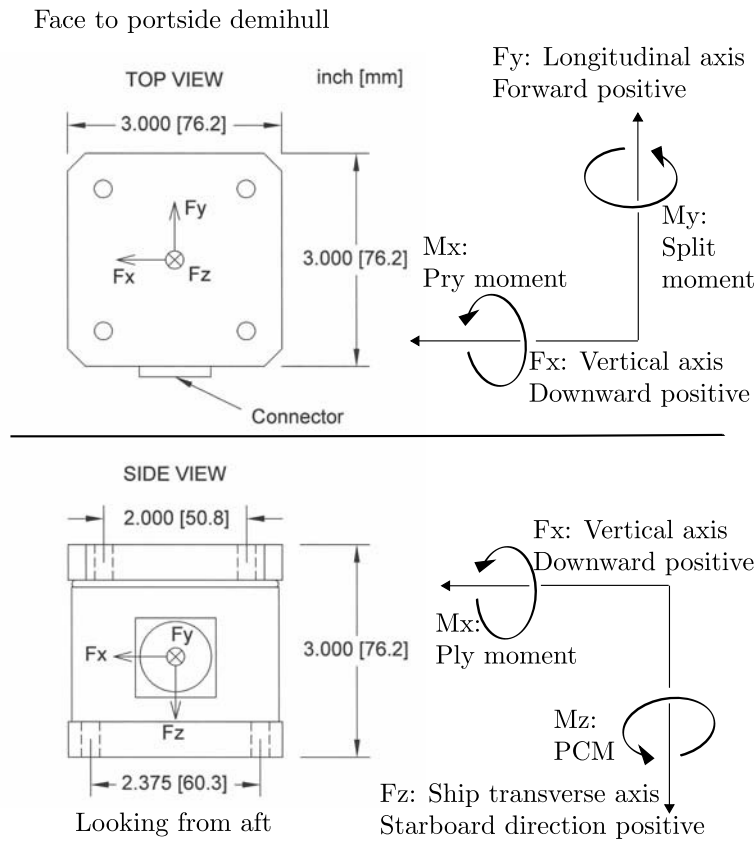 Face to portside demihull
TOP VIEW
inch [mm]
3.000 [76.2]
Fy
Fx
Fz
3.000 [76.2]
Connector
Fy: Longitudinal axis
Forward positive
My:
Split
moment
Mx:
Pry moment
Fx: Vertical axis
Downward positive
SIDE VIEW
2.000 [50.8]
Fy
Fx
Fz
3.000 [76.2]
2.375 [60.3]
Looking from aft
Fx: Vertical axis
Downward positive
Mx:
Ply moment
Mz:
PCM
Fz: Ship transverse axis
Starboard direction positive